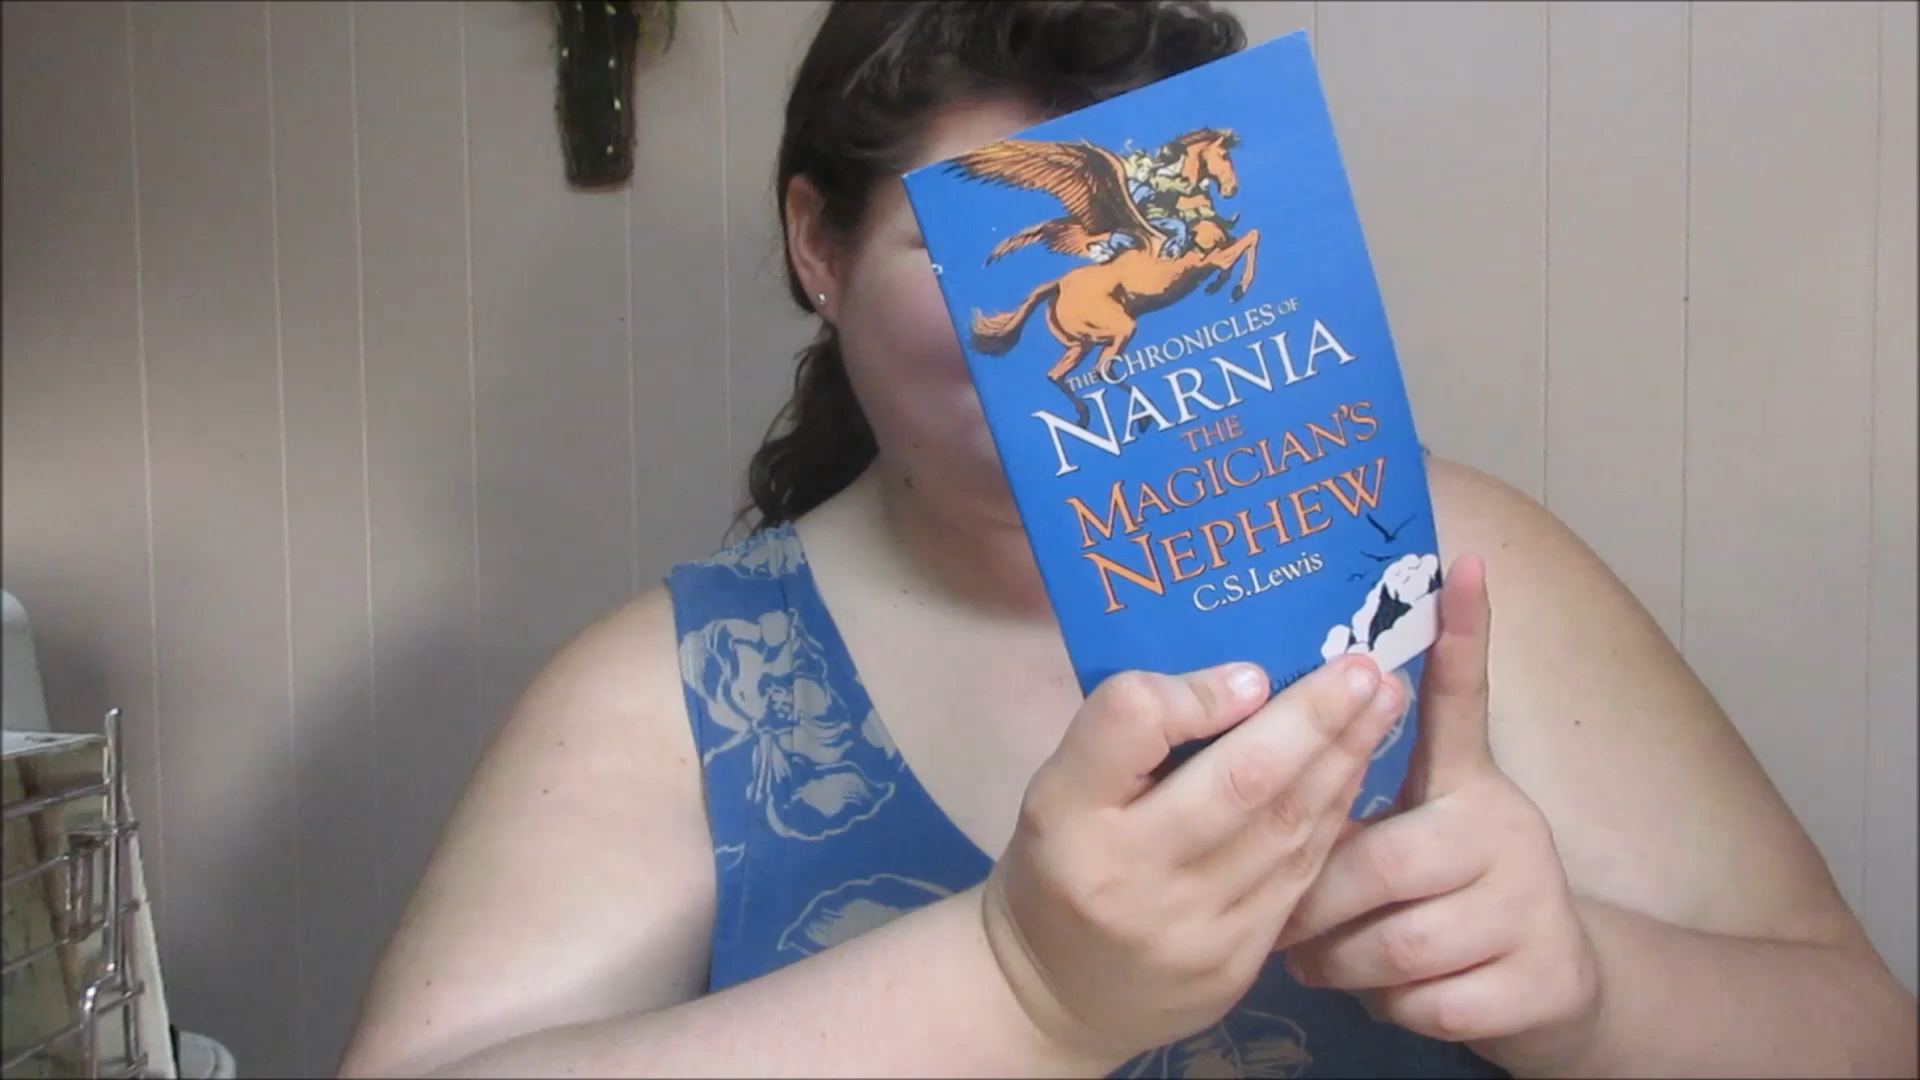 THE CHRONICLES OF
NARNIA
THE
MAGICIAN'S
NEPHEW
C.S.Lewis